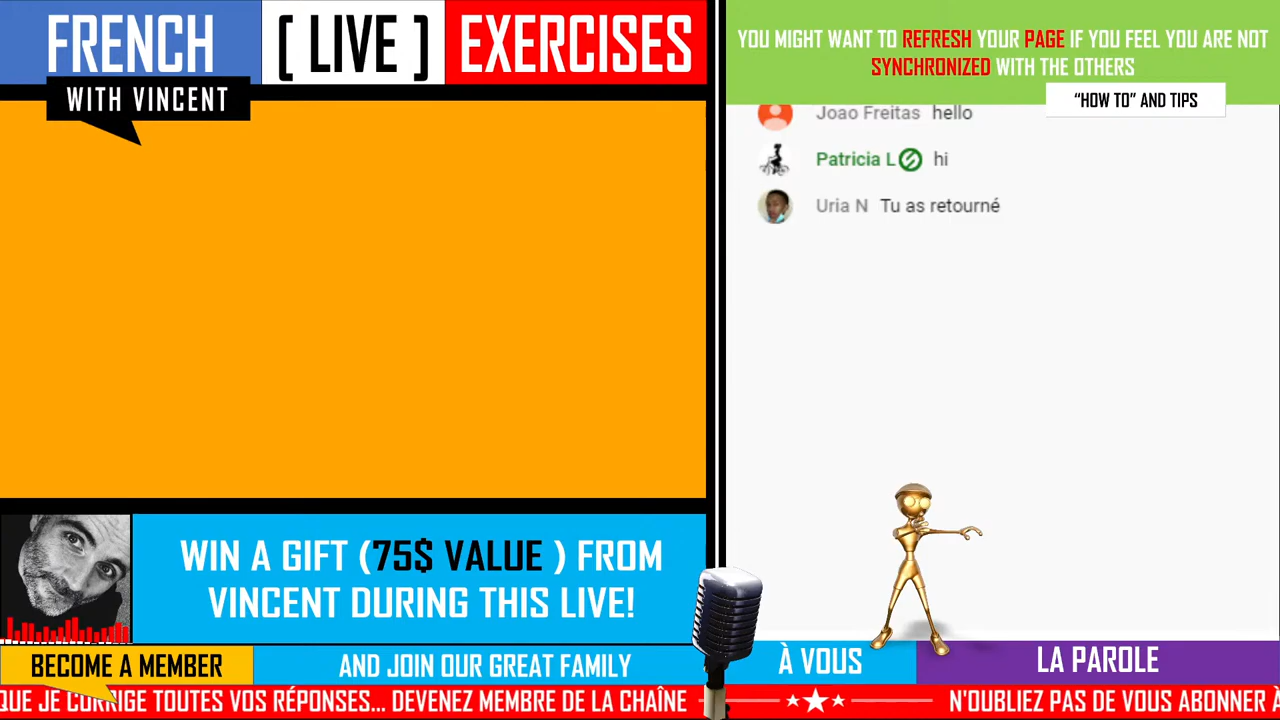 FRENCH
[ LIVE ]
EXERCISES
WITH VINCENT
YOU MIGHT WANT TO REFRESH YOUR PAGE IF YOU FEEL YOU ARE NOT
SYNCHRONIZED WITH THE OTHERS
"HOW TO" AND TIPS
Joao Freitas hello
Patricia L hi
Uria N Tu as retourné
WIN A GIFT (75$ VALUE ) FROM
VINCENT DURING THIS LIVE!
BECOME A MEMBER
AND JOIN OUR GREAT FAMILY
À VOUS
LA PAROLE
QUE JE CORRIGE TOUTES VOS RÉPONSES... DEVENEZ MEMBRE DE LA CHAÎNE
N'OUBLIEZ PAS DE VOUS ABONNER À